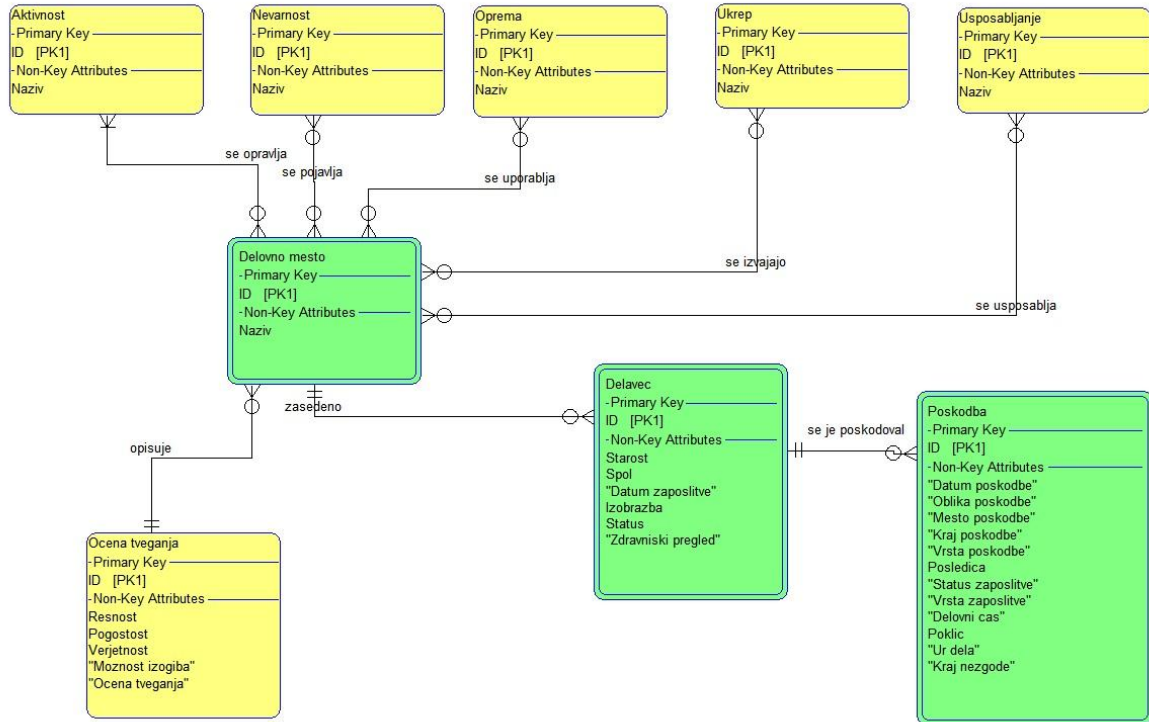 Aktivnost
-Primary Key
ID [PK1]
-Non-Key Attributes
Naziv
Nevarnost
-Primary Key
ID [PK1]
-Non-Key Attributes
Naziv
Oprema
-Primary Key
ID [PK1]
-Non-Key Attributes
Naziv
Ukrep
-Primary Key
ID [PK1]
-Non-Key Attributes
Naziv
Usposabljanje
-Primary Key
ID [PK1]
-Non-Key Attributes
Naziv
se opravlja
se pojavlja
se uporablja
se izvajajo
se usposablja
Delovno mesto
-Primary Key
ID [PK1]
-Non-Key Attributes
Naziv
zasedeno
opisuje
Delavec
-Primary Key
ID [PK1]
-Non-Key Attributes
Starost
Spol
"Datum zaposlitve"
Izobrazba
Status
"Zdravniski pregled"
se je poskodoval
Poskodba
-Primary Key
ID [PK1]
-Non-Key Attributes
"Datum poskodbe"
"Oblika poskodbe"
"Mesto poskodbe"
"Kraj poskodbe"
"Vrsta poskodbe"
Posledica
"Status zaposlitve"
"Vrsta zaposlitve"
"Delovni cas"
Poklic
"Ur dela"
"Kraj nezgode"
Ocena tveganja
-Primary Key
ID [PK1]
-Non-Key Attributes
Resnost
Pogostost
Verjetnost
"Moznost izogiba"
"Ocena tveganja"